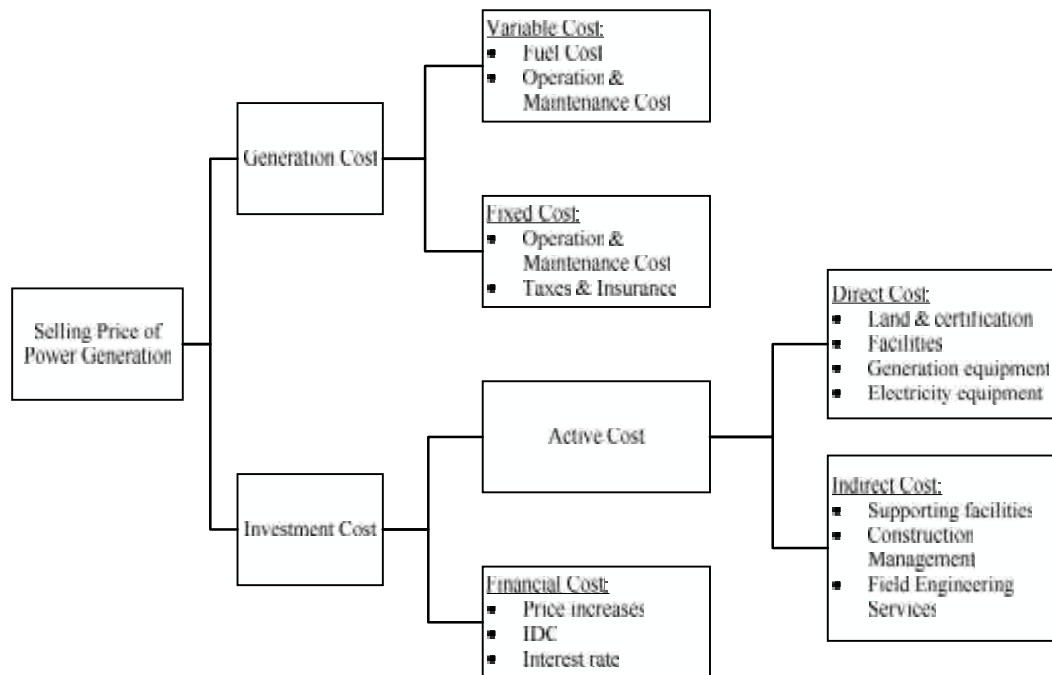 Selling Price of
Power Generation
Generation Cost
Variable Cost:
Fuel Cost
Operation &
Maintenance Cost
Fixed Cost:
Operation &
Maintenance Cost
Taxes & Insurance
Investment Cost
Active Cost
Direct Cost:
Land & certification
Facilities
Generation equipment
Electricity equipment
Indirect Cost:
Supporting facilities
Construction
Management
Field Engineering
Services
Financial Cost:
Price increases
IDC
Interest rate